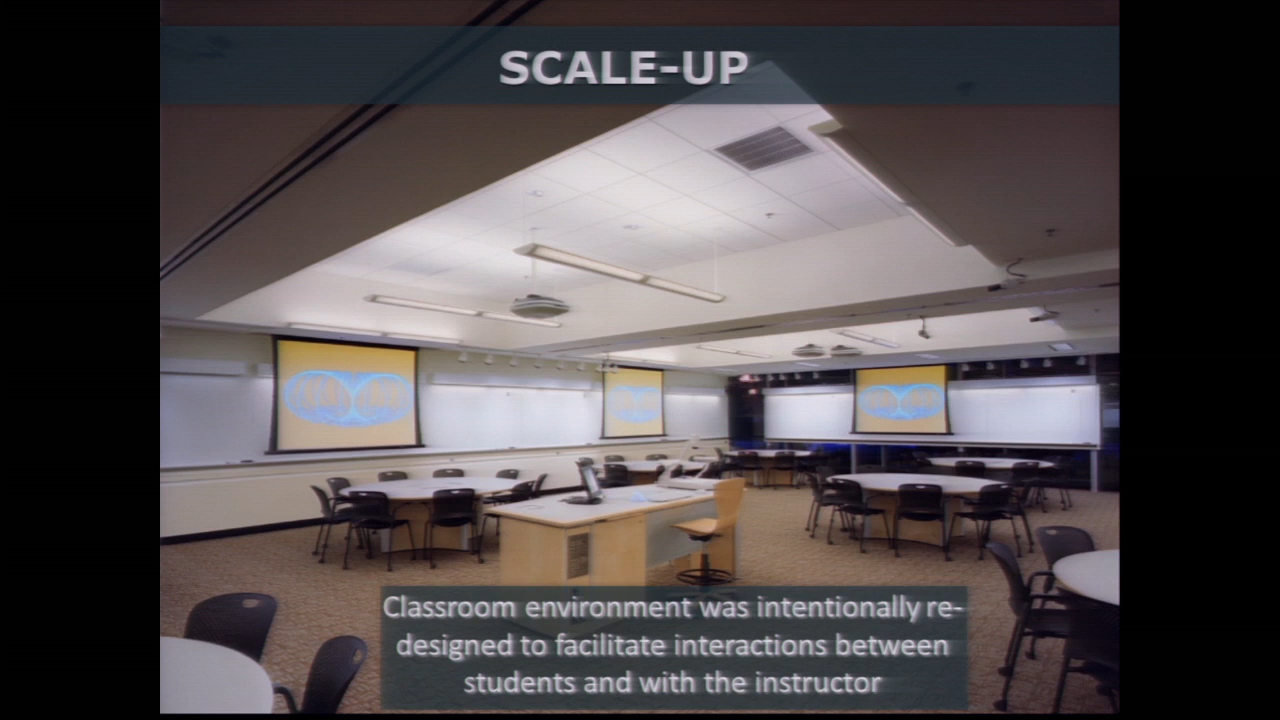 SCALE-UP
Classroom environment was intentionally re-
designed to facilitate interactions between
students and with the instructor